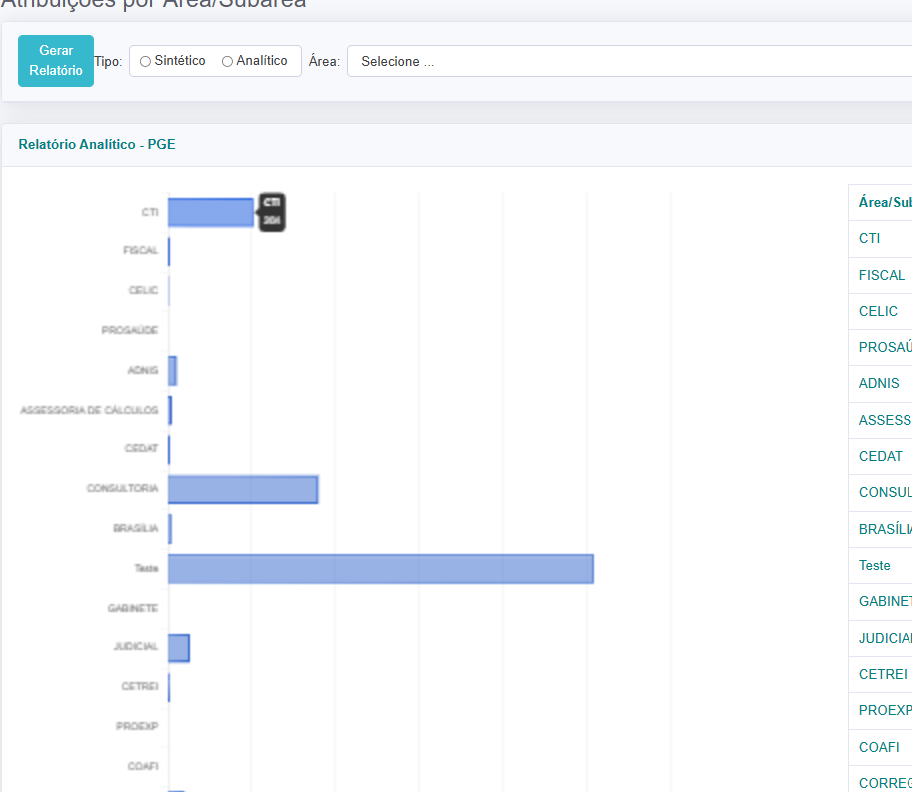 Atribuições por Área/Subárea
Gerar
Relatório
Tipo:
Sintético
Analítico
Área:
Selecione ...
Relatório Analítico - PGE
CTI
FISCAL
CELIC
PROSAÚDE
ADNIS
ASSESSORIA DE CÁLCULOS
CEDAT
CONSULTORIA
BRASÍLIA
Teste
GABINETE
JUDICIAL
CETREI
PROEXP
COAFI
CTI
Área/Sub
CTI
FISCAL
CELIC
PROSAÚ
ADNIS
ASSESS
CEDAT
CONSUL
BRASÍLI
Teste
GABINET
JUDICIA
CETREI
PROEXP
COAFI
CORREG